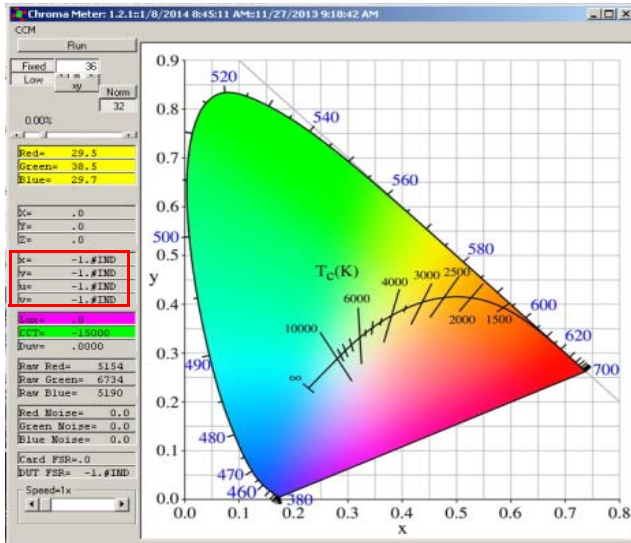 Chroma Meter: 1.2.1::1/8/2014 8:45:11 AM::11/27/2013 9:18:42 AM
CCM
Run
Fixed 36
Low xy
Norm
32
0.00%
Red= 29.5
Green= 38.5
Blue= 29.7
X= .0
Y= .0
Z= .0
x= -1.#IND
y= -1.#IND
u= -1.#IND
v= -1.#IND
Lux= .0
CCT= -15000
Duv= .0000
Raw Red= 5154
Raw Green= 6734
Raw Blue= 5190
Red Noise= 0.0
Green Noise= 0.0
Blue Noise= 0.0
Card FSR=.0
DUT FSR= -1.#IND
Speed=1x
0.9
0.8
0.7
0.6
0.5
y
0.4
0.3
0.2
0.1
0.0
0.0 0.1 0.2 0.3 0.4 0.5 0.6 0.7 0.8
x
520
540
560
580
600
620
700
500
490
480
470
460
380
Tc(K)
∞
10000
6000
4000
3000
2500
2000
1500